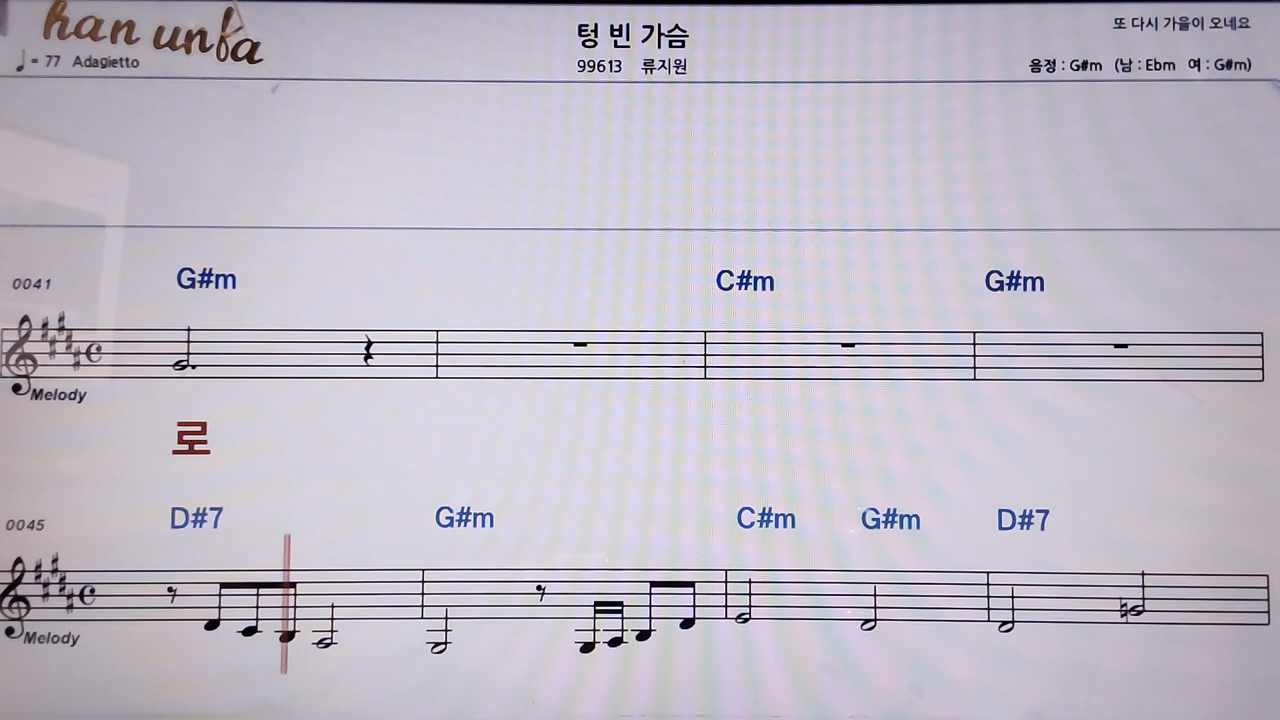 han unfa
텅 빈 가슴
또 다시 가을이 오네요
♩= 77 Adagietto
99613 류지원
음정 : G#m (남 : Ebm 여 : G#m)
0041 G#m C#m G#m
Melody
로
0045 D#7 G#m C#m G#m D#7
Melody